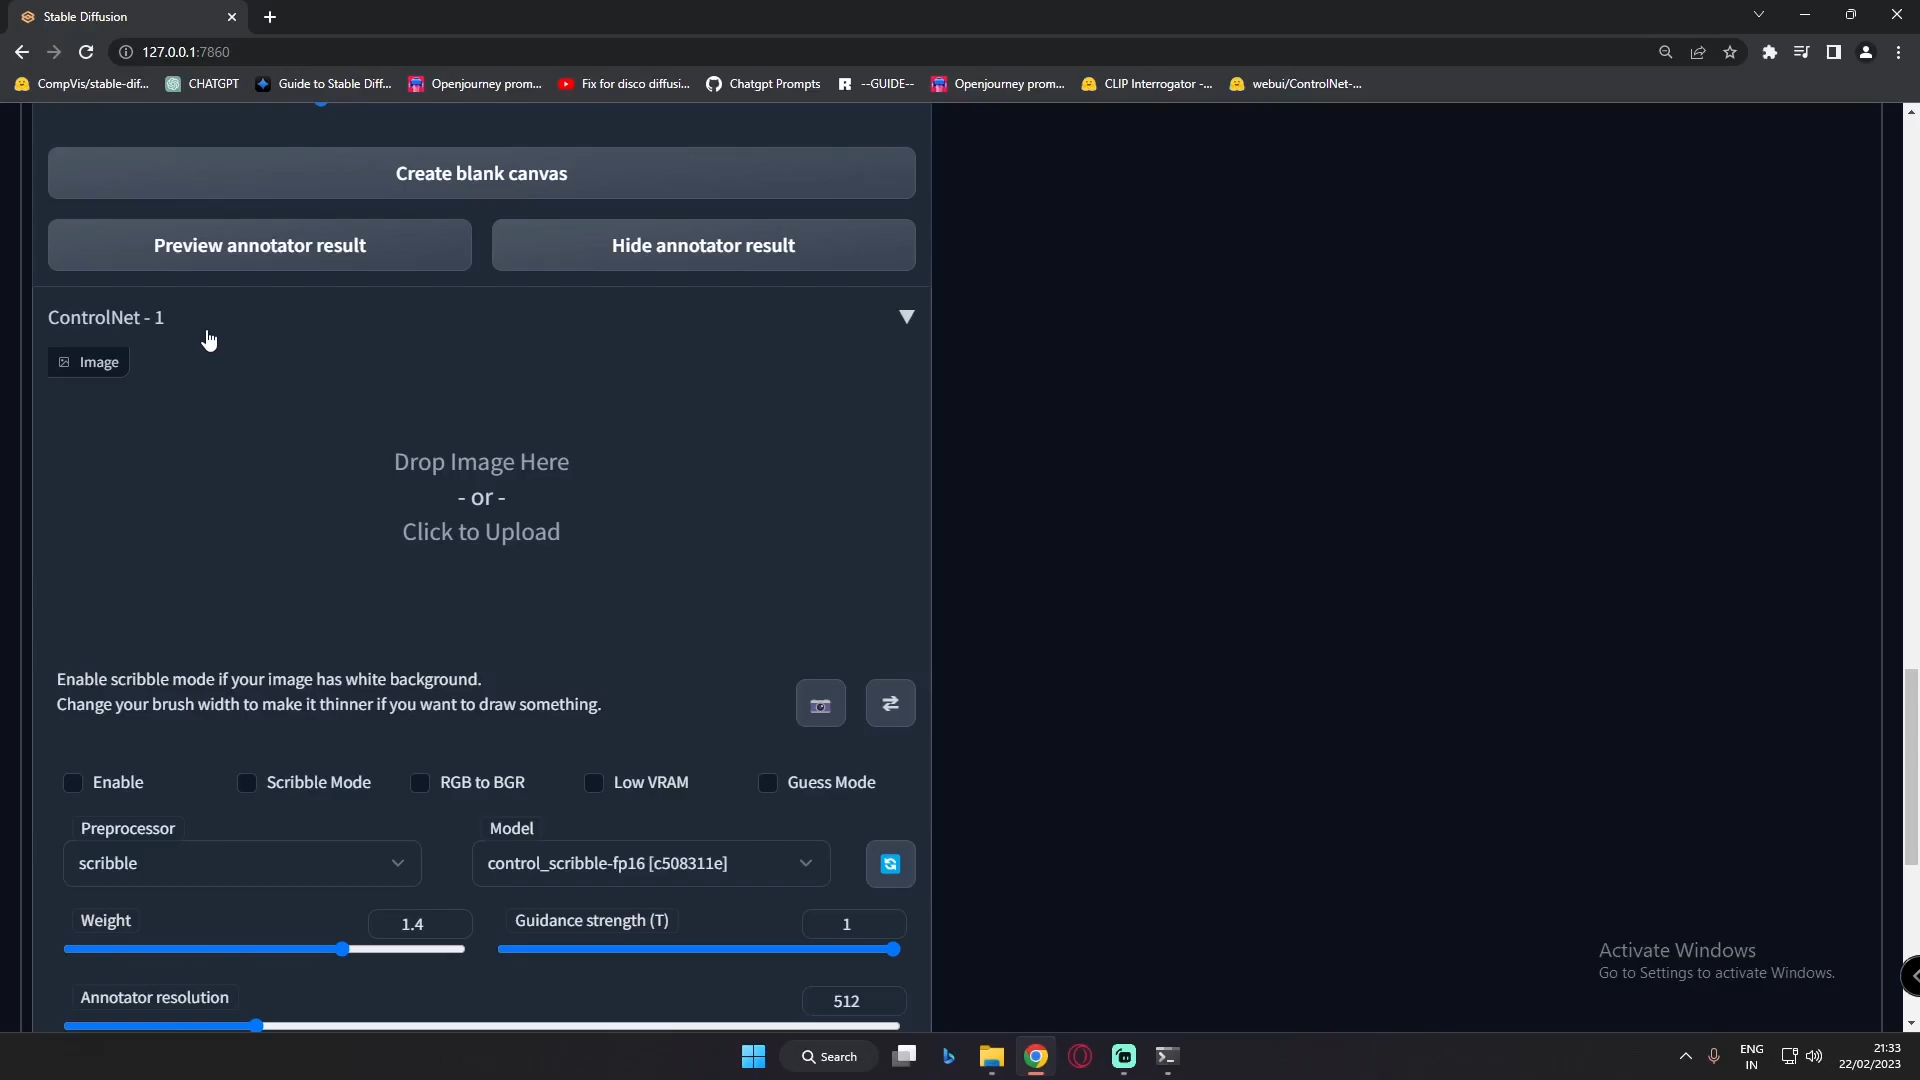 Stable Diffusion
127.0.0.1:7860
CompVis/stable-dif...
CHATGPT
Guide to Stable Diff...
Openjourney prom...
Fix for disco diffusi...
Chatgpt Prompts
--GUIDE--
Openjourney prom...
CLIP Interrogator -...
webui/ControlNet-...
Create blank canvas
Preview annotator result
Hide annotator result
ControlNet - 1
Image
Drop Image Here
- or -
Click to Upload
Enable scribble mode if your image has white background.
Change your brush width to make it thinner if you want to draw something.
Enable
Scribble Mode
RGB to BGR
Low VRAM
Guess Mode
Preprocessor
Model
scribble
control_scribble-fp16 [c508311e]
Weight
1.4
Guidance strength (T)
1
Annotator resolution
512
Activate Windows
Go to Settings to activate Windows.
Search
ENG
IN
21:33
22/02/2023